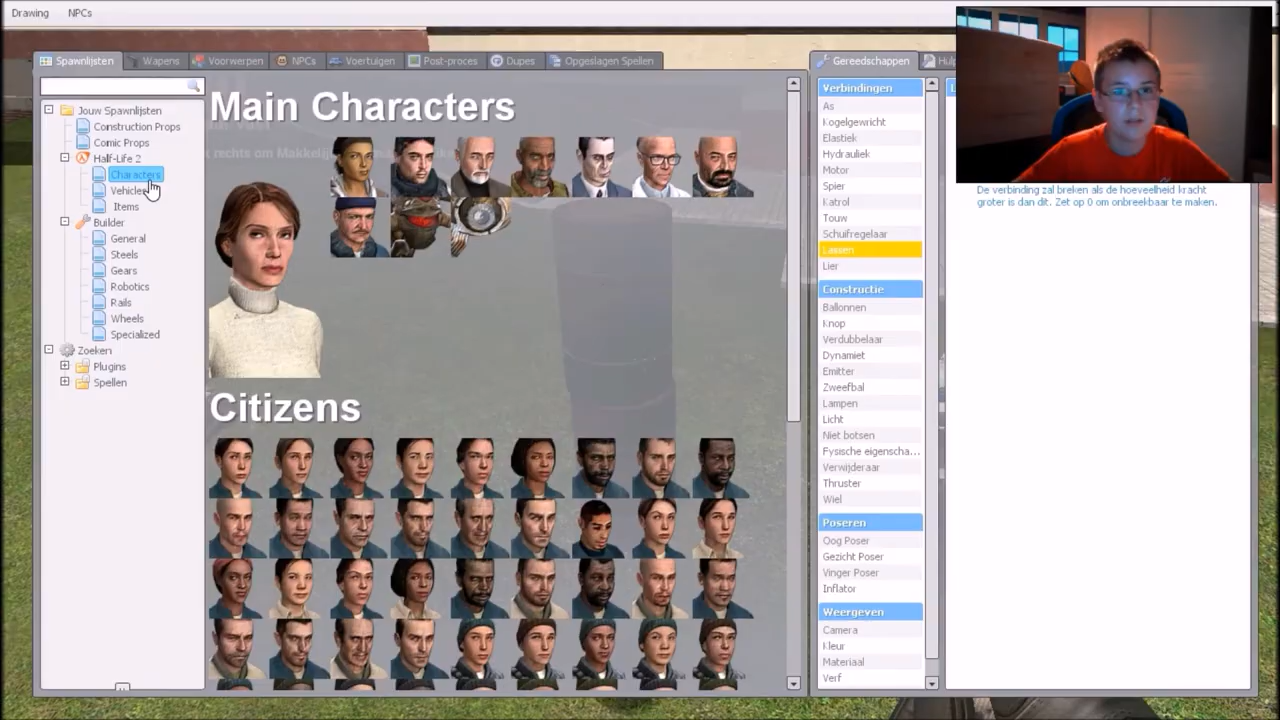 Drawing NPCs
Spawnlijsten Wapens Voorwerpen NPCs Voertuigen Post-proces Dupes Opgeslagen Spellen
Jouw Spawnlijsten
Construction Props
Comic Props
Half-Life 2
Characters
Vehicles
Items
Builder
General
Steels
Gears
Robotics
Rails
Wheels
Specialized
Zoeken
Plugins
Spellen
Main Characters
rechts om
Citizens
Gereedschappen
Verbindingen
As
Kogelgewricht
Elastiek
Hydrauliek
Motor
Spier
Katrol
Touw
Schuifregelaar
Lassen
Lier
Constructie
Ballonnen
Knop
Verdubbelaar
Dynamiet
Emitter
Zweefbal
Lampen
Licht
Niet botsen
Fysische eigenscha...
Verwijderaar
Thruster
Wiel
Poseren
Oog Poser
Gezicht Poser
Vinger Poser
Inflator
Weergeven
Camera
Kleur
Materiaal
Verf
De verbinding zal breken als de hoeveelheid kracht
groter is dan dit. Zet op 0 om onbreekbaar te maken.